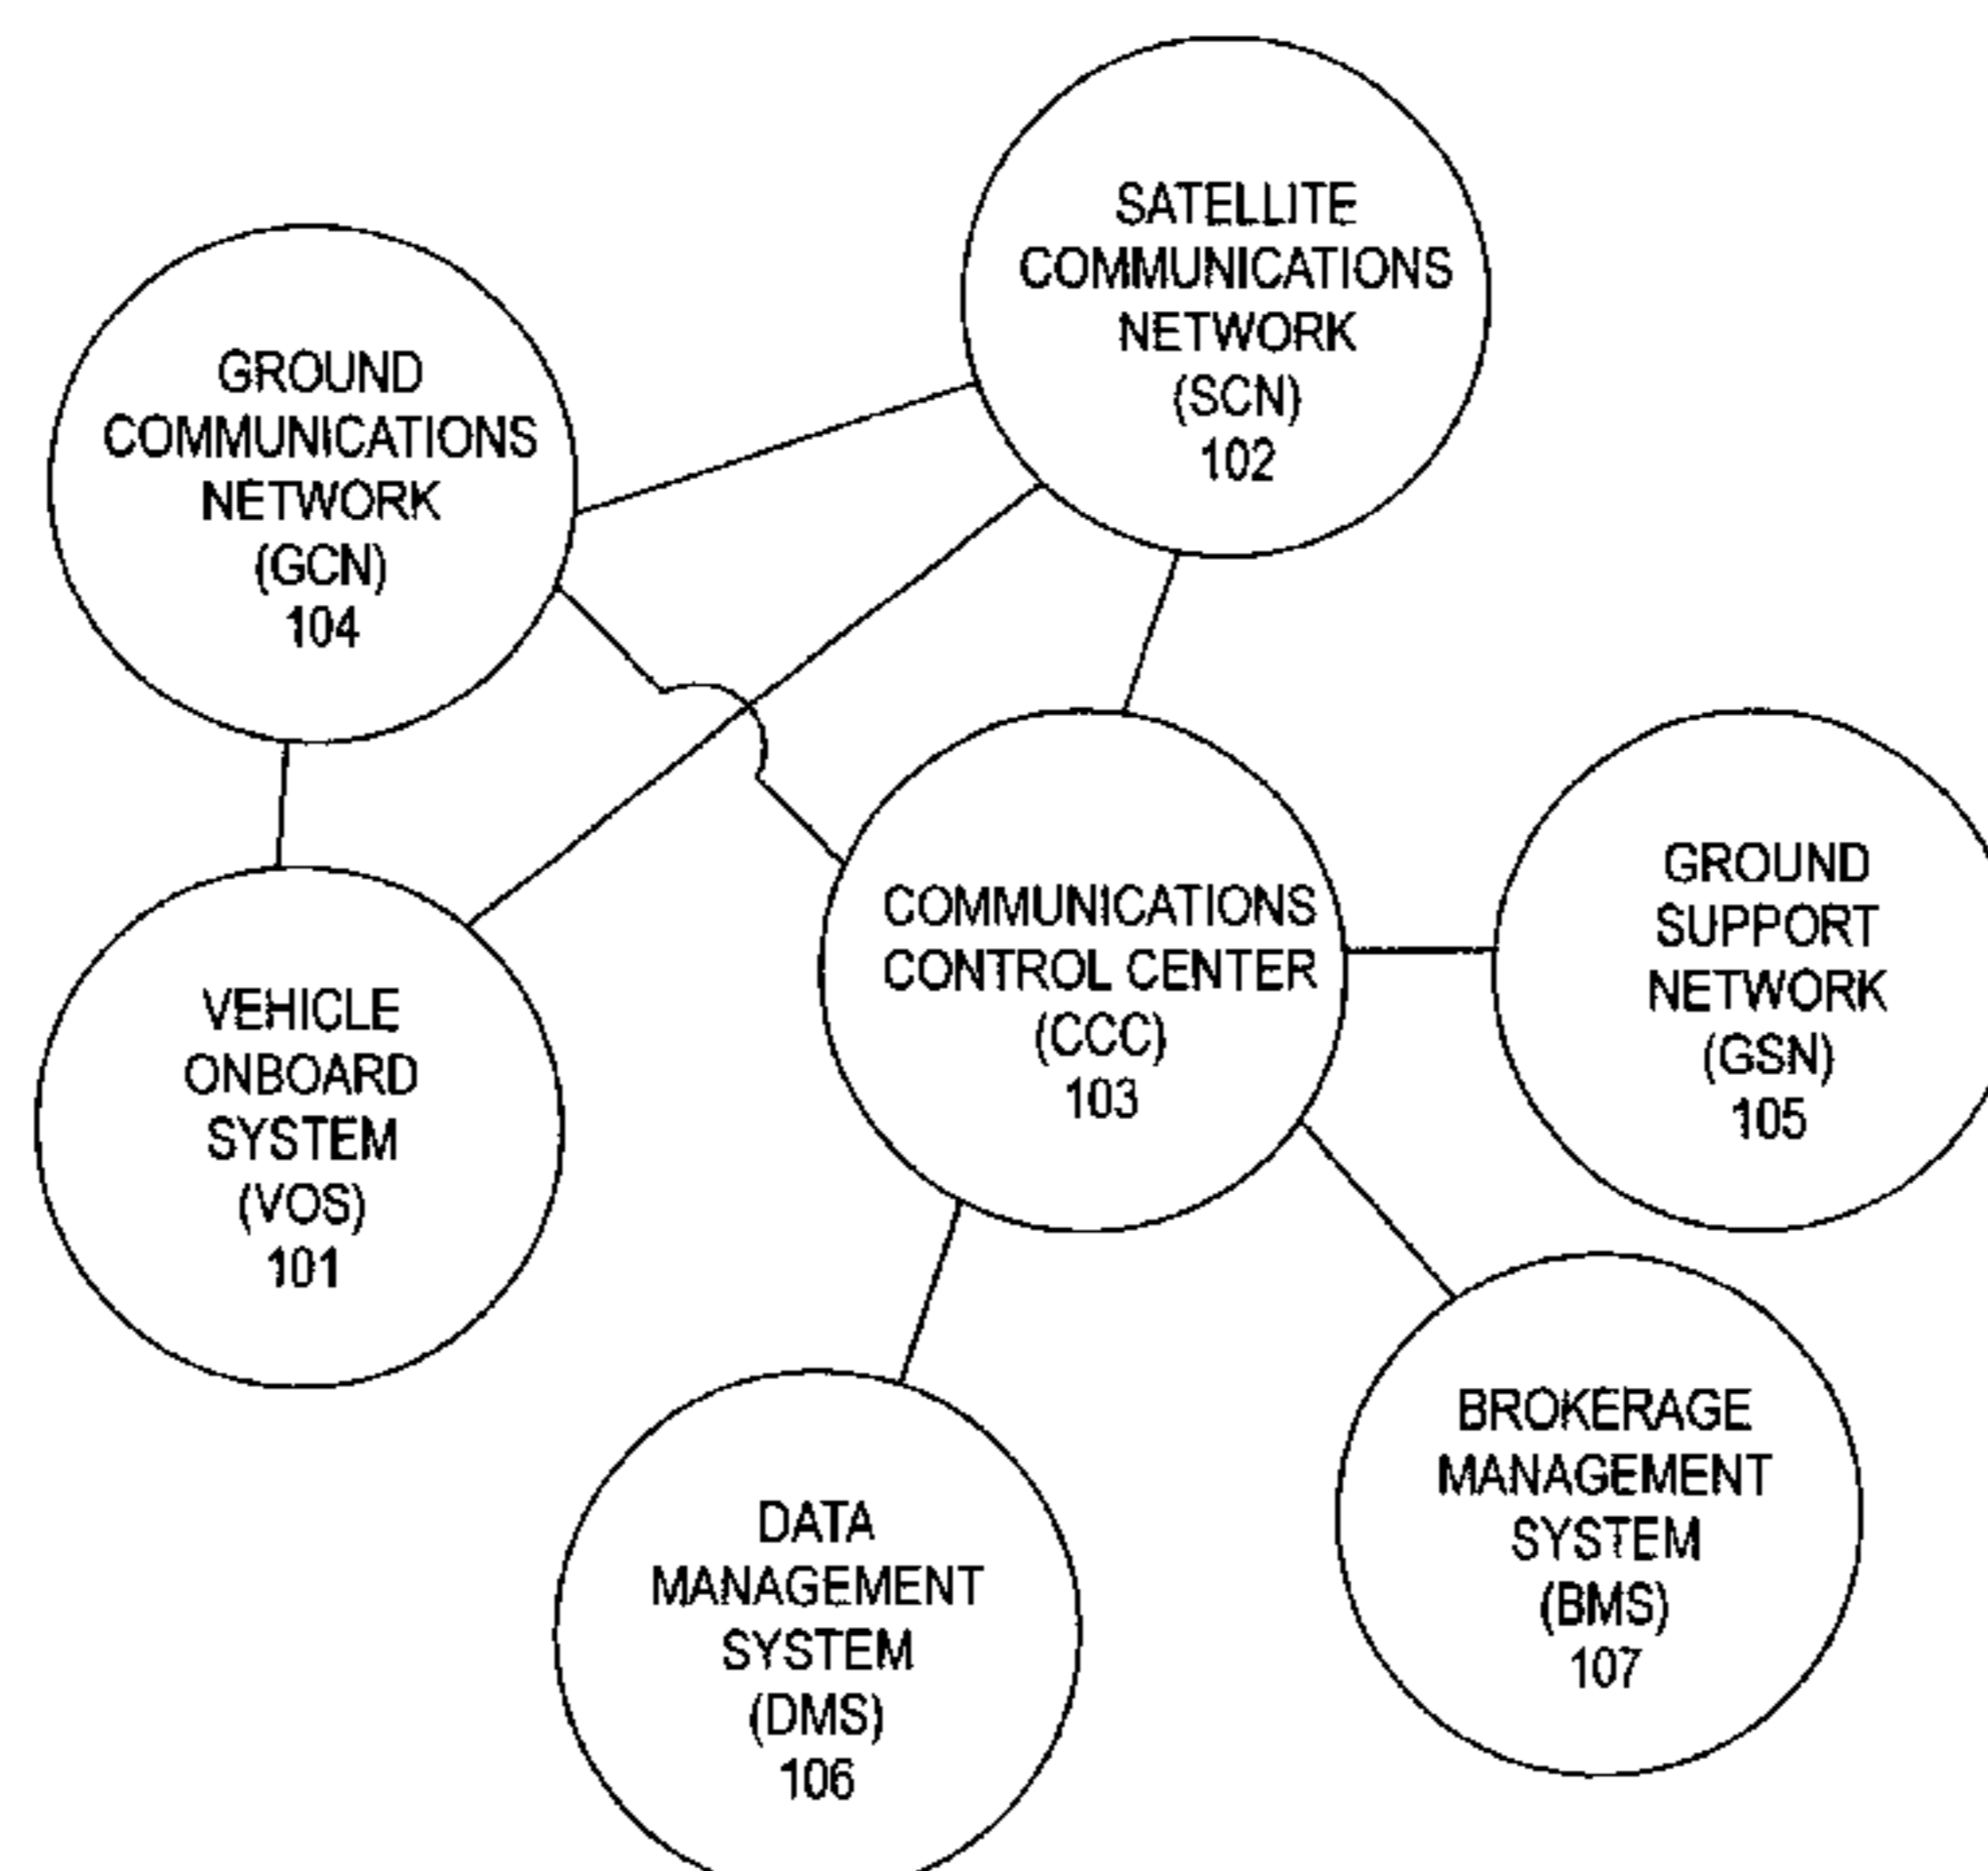 SATELLITE
COMMUNICATIONS
NETWORK
(SCN)
102
GROUND
COMMUNICATIONS
NETWORK
(GCN)
104
COMMUNICATIONS
CONTROL CENTER
(CCC)
103
GROUND
SUPPORT
NETWORK
(GSN)
105
VEHICLE
ONBOARD
SYSTEM
(VOS)
101
BROKERAGE
MANAGEMENT
SYSTEM
(BMS)
107
DATA
MANAGEMENT
SYSTEM
(DMS)
106